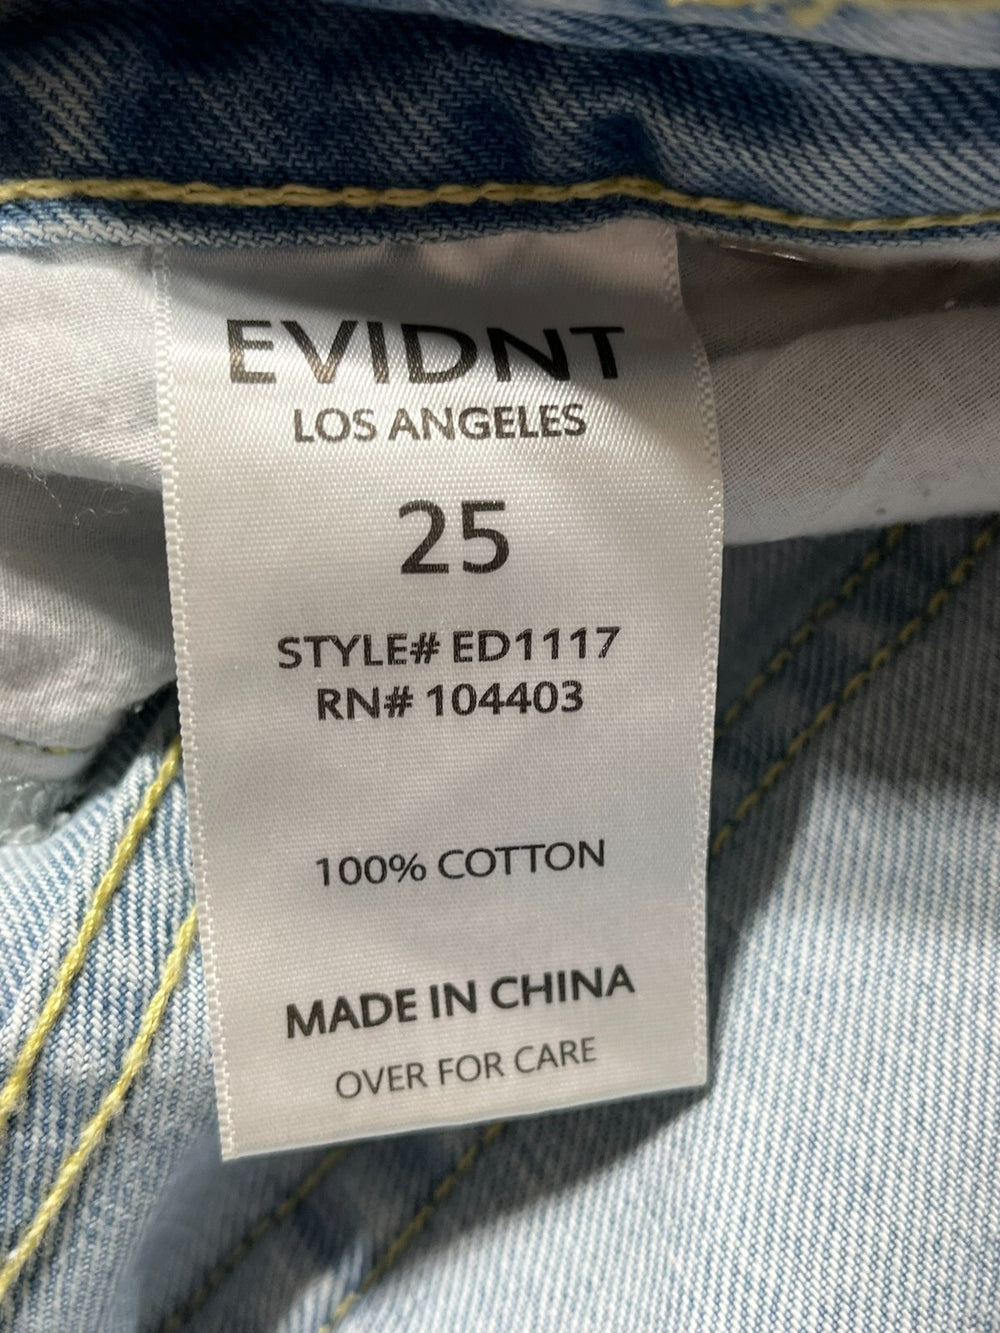 EVIDNT
LOS ANGELES
25
STYLE# ED1117
RN# 104403
100% COTTON
MADE IN CHINA
OVER FOR CARE